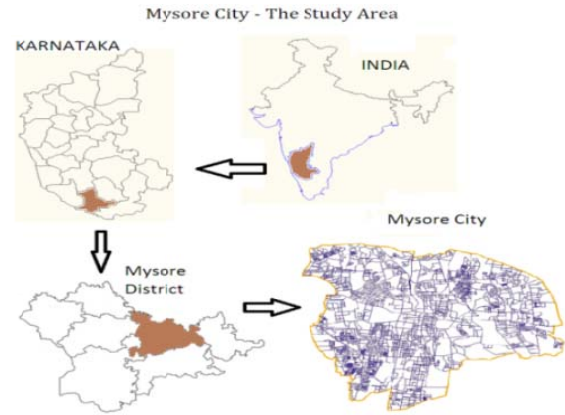 Mysore City - The Study Area
KARNATAKA
INDIA
Mysore City
Mysore
District